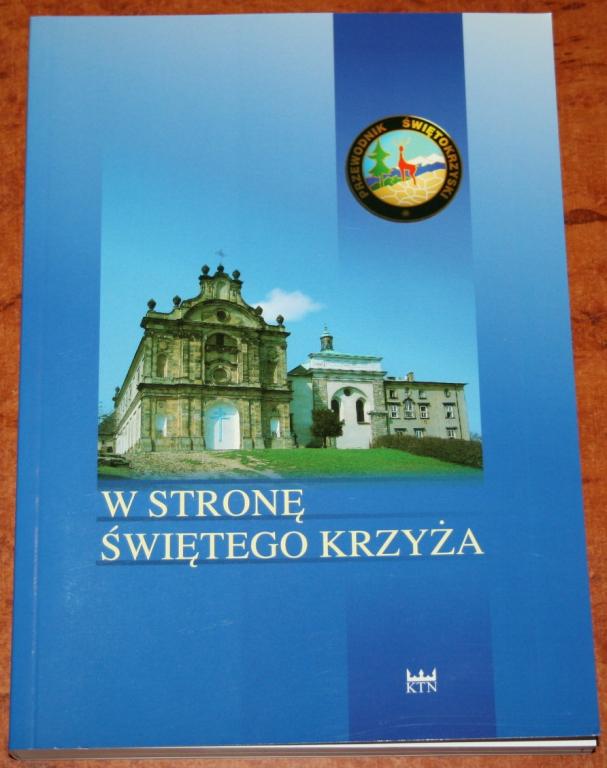 PRZEWODNIK ŚWIĘTOKRZYSKI
W STRONĘ
ŚWIĘTEGO KRZYŻA
KTN